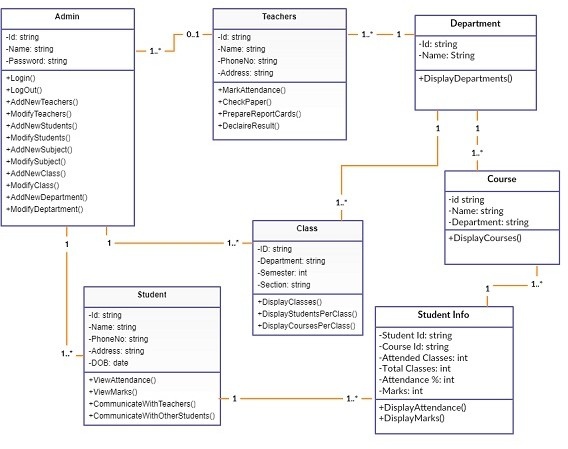 Admin
-Id: string
-Name: string
-Password: string
+Login()
+LogOut()
+AddNewTeachers()
+ModifyTeachers()
+AddNewStudents()
+ModifyStudents()
+AddNewSubject()
+ModifySubject()
+AddNewClass()
+ModifyClass()
+AddNewDepartment()
+ModifyDeptartment()
1..*
0..1
Teachers
-Id: string
-Name: string
-PhoneNo: string
-Address: string
+MarkAttendance()
+CheckPaper()
+PrepareReportCards()
+DeclaireResult()
1..*
1
Department
-Id: string
-Name: String
+DisplayDepartments()
1
1
1..*
1..*
Course
-id string
-Name: string
-Department: string
+DisplayCourses()
1
1
1..*
Class
-ID: string
-Department: string
-Semester: int
-Section: string
+DisplayClasses()
+DisplayStudentsPerClass()
+DisplayCoursesPerClass()
1..*
1
1..*
Student
-Id: string
-Name: string
-PhoneNo: string
-Address: string
-DOB: date
+ViewAttendance()
+ViewMarks()
+CommunicateWithTeachers()
+CommunicateWithOtherStudents()
1
1..*
Student Info
-Student Id: string
-Course Id: string
-Attended Classes: int
-Total Classes: int
-Attendance %: int
-Marks: int
+DisplayAttendance()
+DisplayMarks()